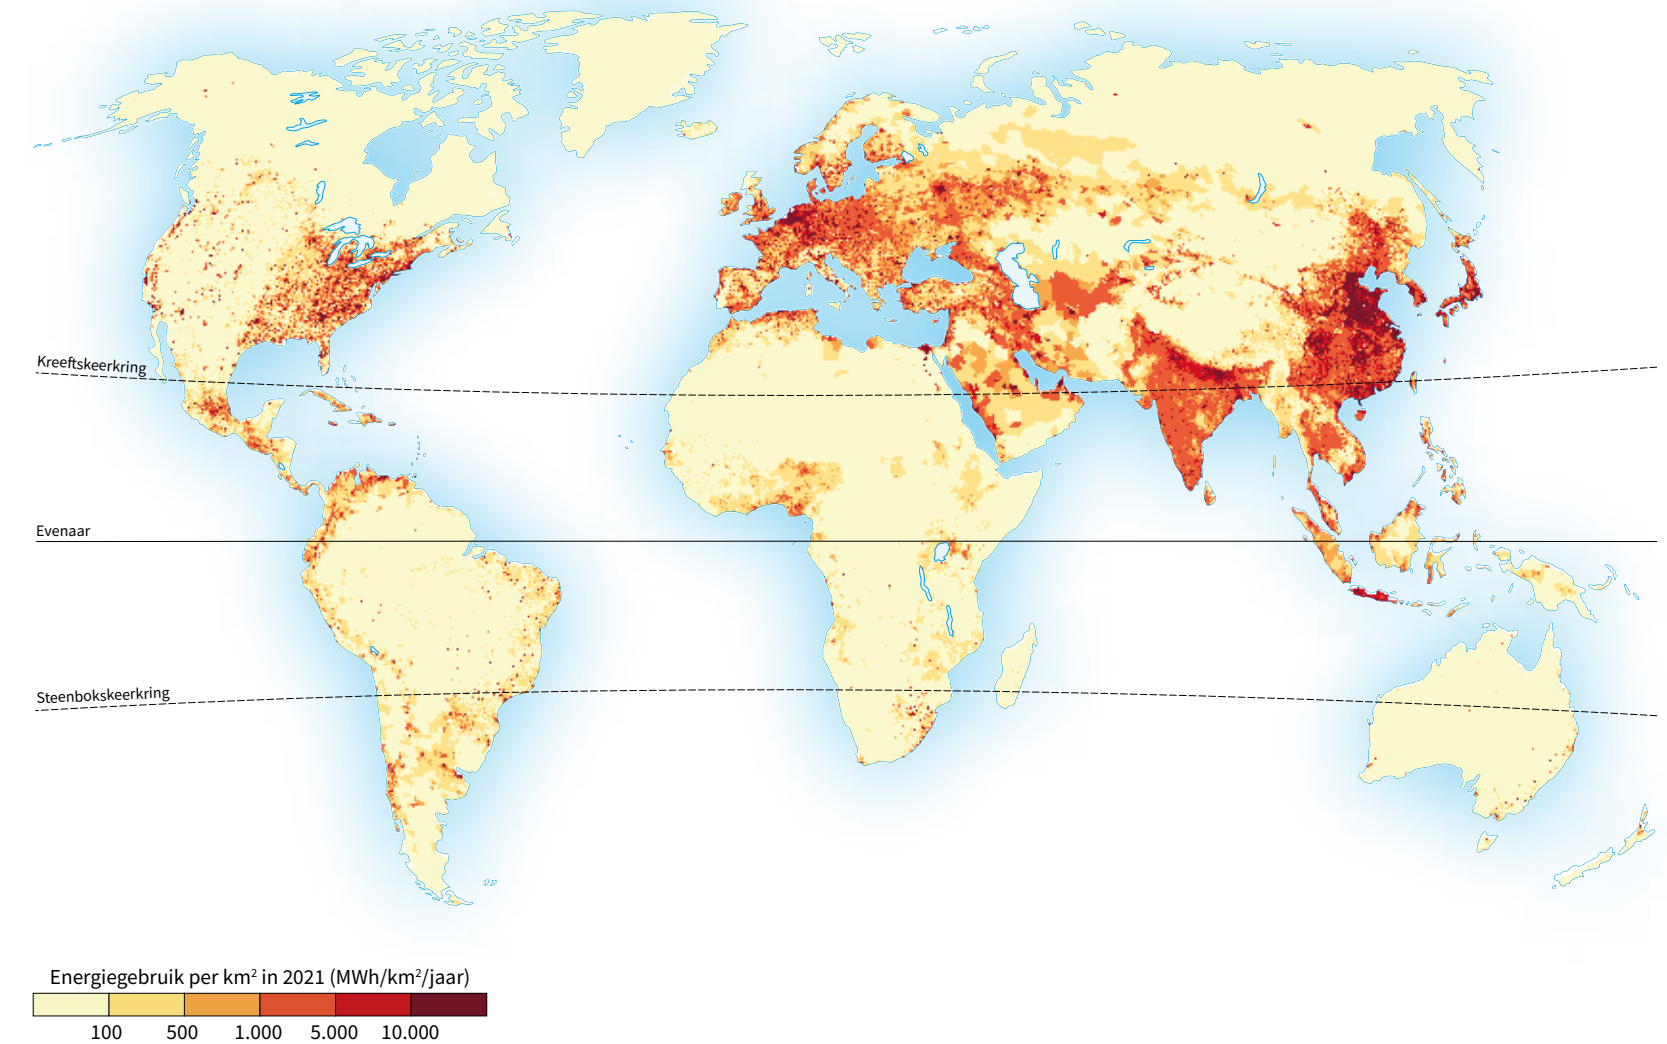 Kreeftskeerkring
Evenaar
Steenbokskeerkring
Energiegebruik per km² in 2021 (MWh/km²/jaar)
100 500 1.000 5.000 10.000